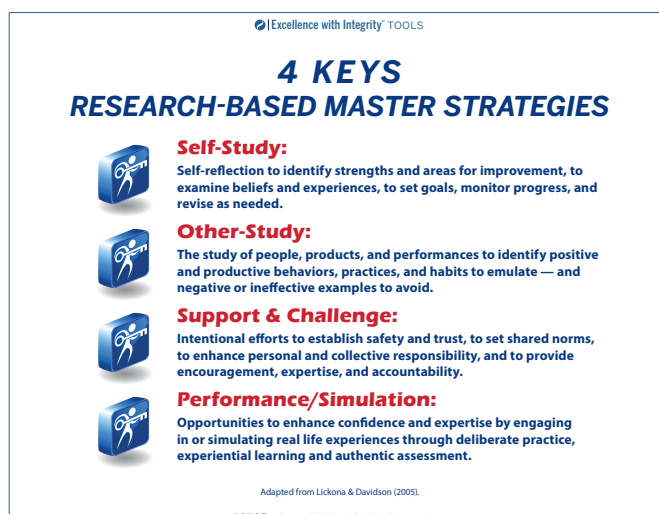 Excellence with Integrity™ TOOLS
4 KEYS
RESEARCH-BASED MASTER STRATEGIES
Self-Study:
Self-reflection to identify strengths and areas for improvement, to
examine beliefs and experiences, to set goals, monitor progress, and
revise as needed.
Other-Study:
The study of people, products, and performances to identify positive
and productive behaviors, practices, and habits to emulate — and
negative or ineffective examples to avoid.
Support & Challenge:
Intentional efforts to establish safety and trust, to set shared norms,
to enhance personal and collective responsibility, and to provide
encouragement, expertise, and accountability.
Performance/Simulation:
Opportunities to enhance confidence and expertise by engaging
in or simulating real life experiences through deliberate practice,
experiential learning and authentic assessment.
Adapted from Lickona & Davidson (2005).